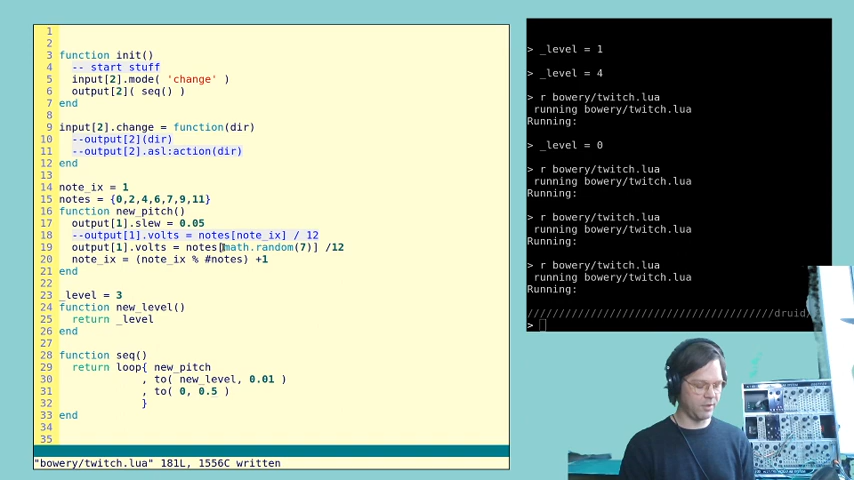 1
2
3 function init()
4 -- start stuff
5 input[2].mode( 'change' )
6 output[2]( seq() )
7 end
8
9 input[2].change = function(dir)
10 --output[2](dir)
11 --output[2].asl:action(dir)
12 end
13
14 note_ix = 1
15 notes = {0,2,4,6,7,9,11}
16 function new_pitch()
17 output[1].slew = 0.05
18 --output[1].volts = notes[note_ix] / 12
19 output[1].volts = notes[math.random(7)] /12
20 note_ix = (note_ix % #notes) +1
21 end
22
23 _level = 3
24 function new_level()
25 return _level
26 end
27
28 function seq()
29 return loop{ new_pitch
30 , to( new_level, 0.01 )
31 , to( 0, 0.5 )
32 }
33 end
34
35
"bowery/twitch.lua" 181L, 1556C written
> _level = 1
> _level = 4
> r bowery/twitch.lua
running bowery/twitch.lua
Running:
> _level = 0
> r bowery/twitch.lua
running bowery/twitch.lua
Running:
> r bowery/twitch.lua
running bowery/twitch.lua
Running:
> r bowery/twitch.lua
running bowery/twitch.lua
Running:
////////////////////////////////////////druid/
>